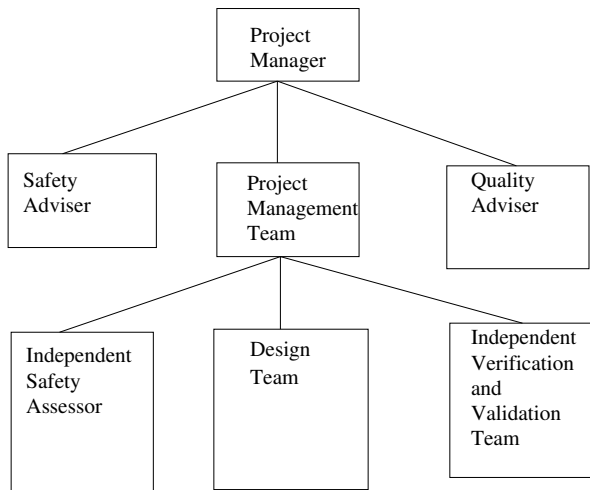 Project
Manager
Safety
Adviser
Project
Management
Team
Quality
Adviser
Independent
Safety
Assessor
Design
Team
Independent
Verification
and
Validation
Team